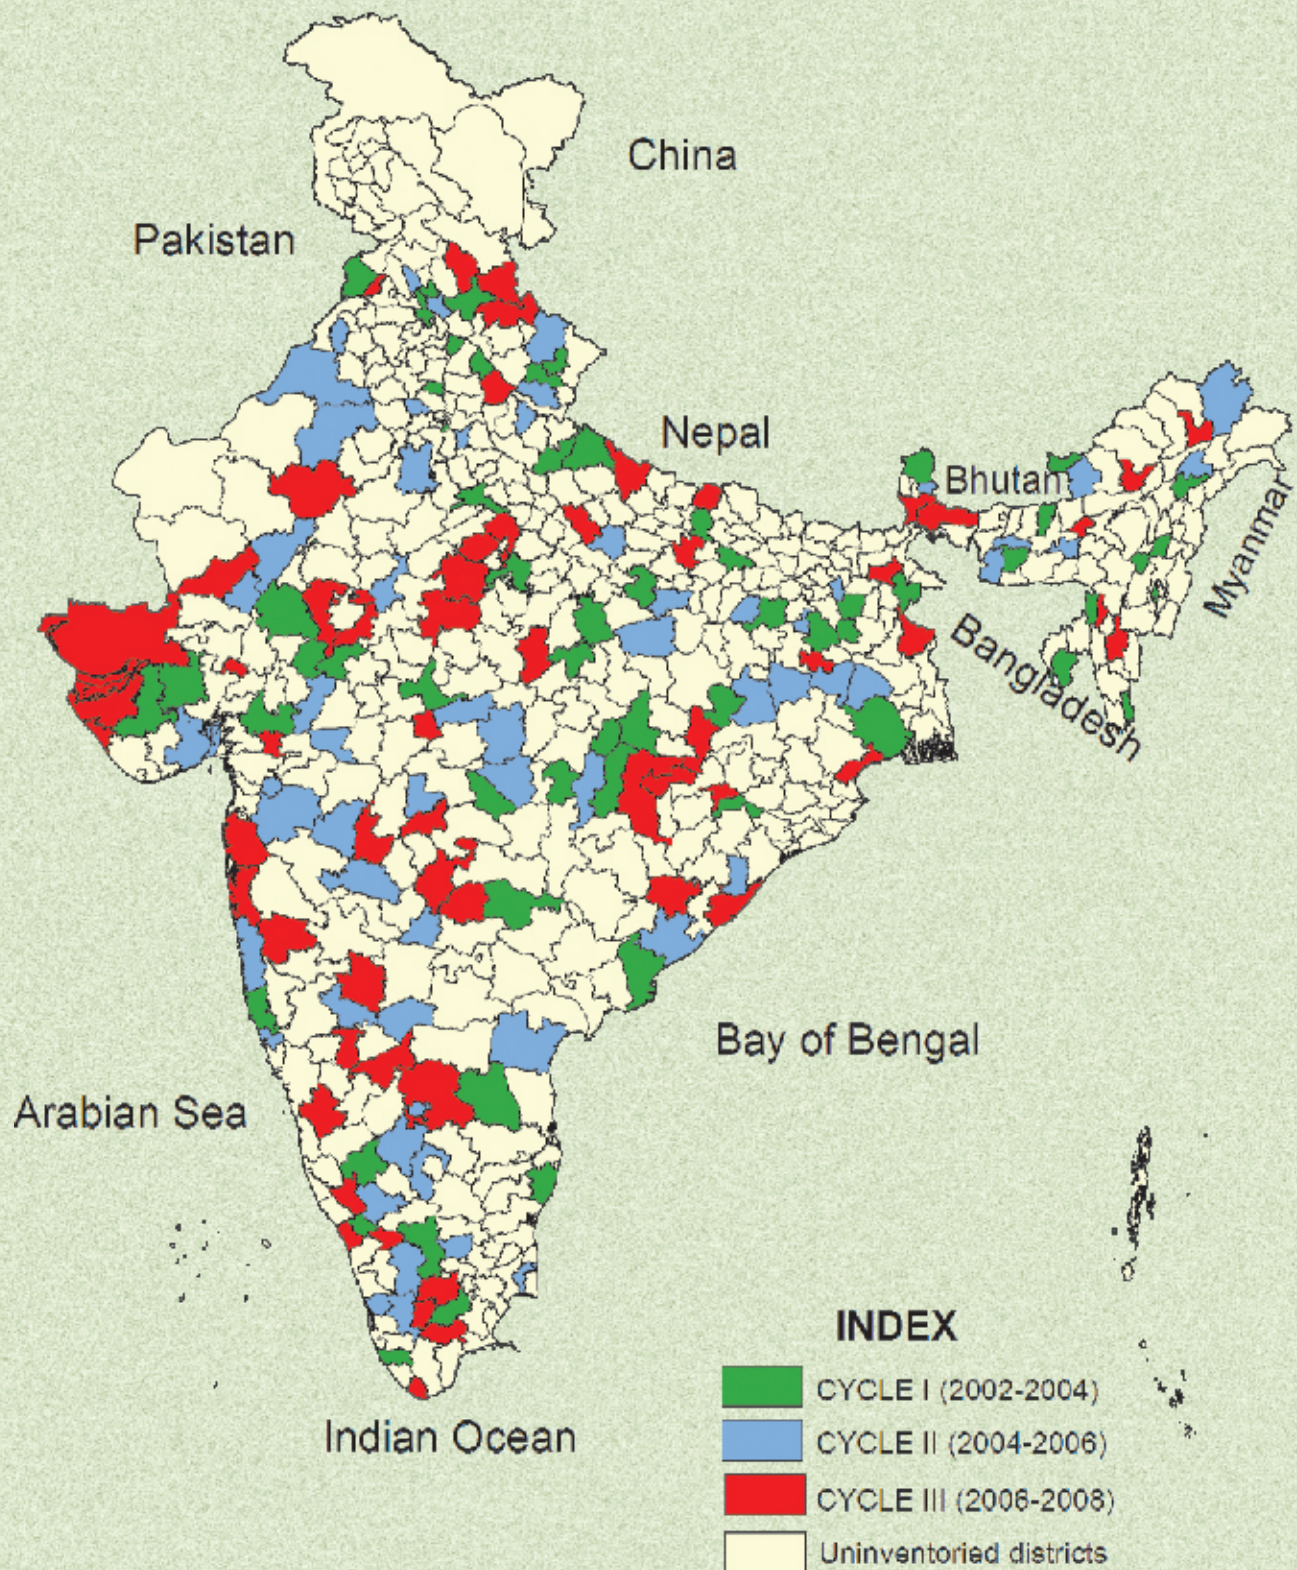 China
Pakistan
Nepal
Bhutan
Myanmar
Bangladesh
Bay of Bengal
Arabian Sea
Indian Ocean
INDEX
CYCLE I (2002-2004)
CYCLE II (2004-2006)
CYCLE III (2006-2008)
Uninventoried districts